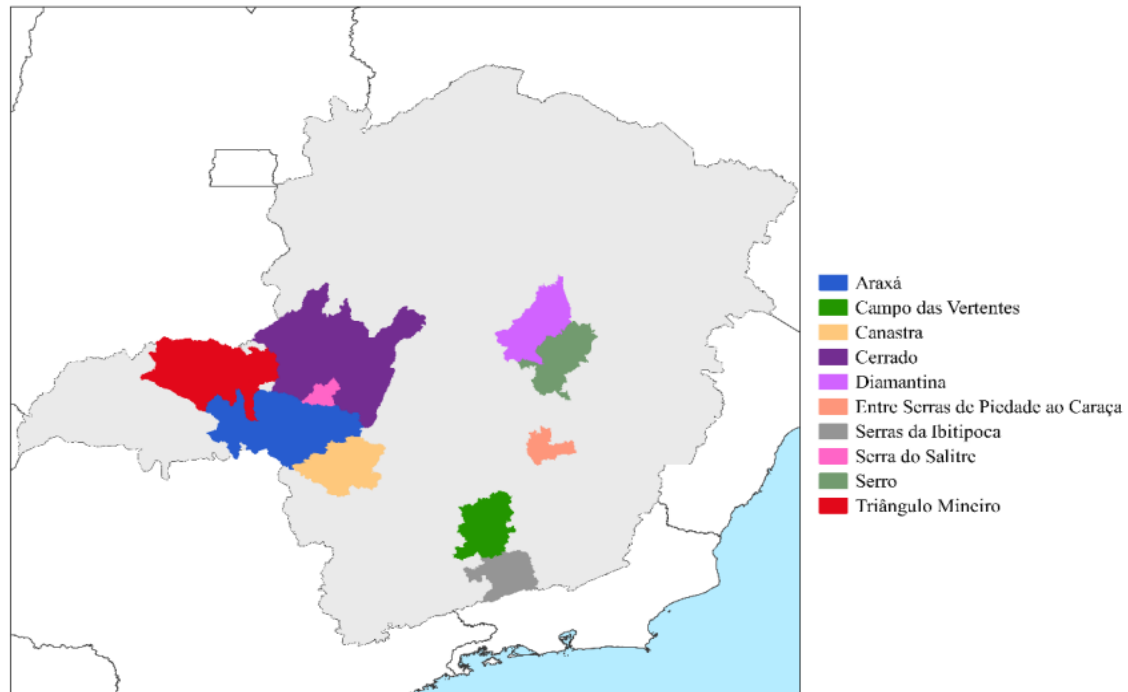 Araxá
Campo das Vertentes
Canastra
Cerrado
Diamantina
Entre Serras de Piedade ao Caraça
Serras da Ibitipoca
Serra do Salitre
Serro
Triângulo Mineiro